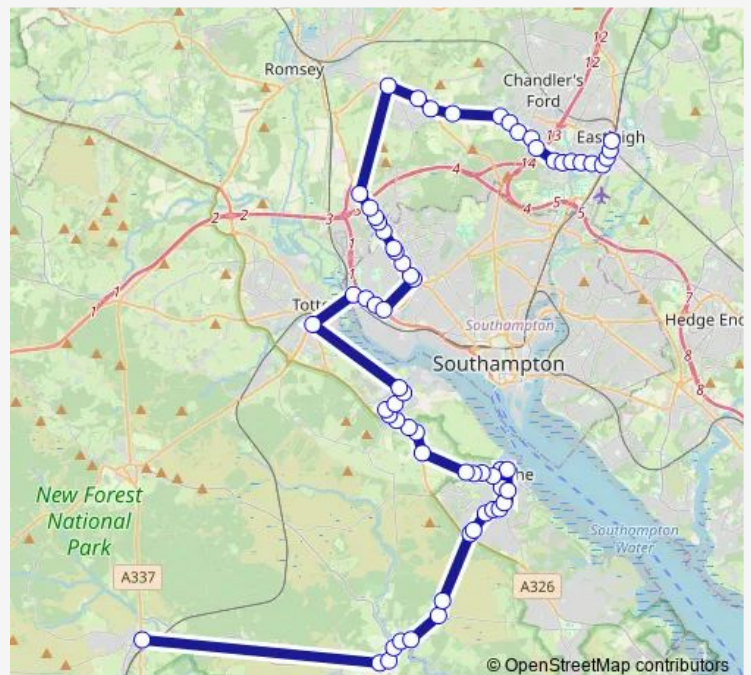 Romsey
Chandler's
Ford
12
12
13
Eastleigh
14
4
4
5
5
2
2
3
1
1
1
1
7
Southampton
Hedge End
8
8
Southampton
New Forest
National
Park
Southampton
Water
A337
A326
© OpenStreetMap contributors